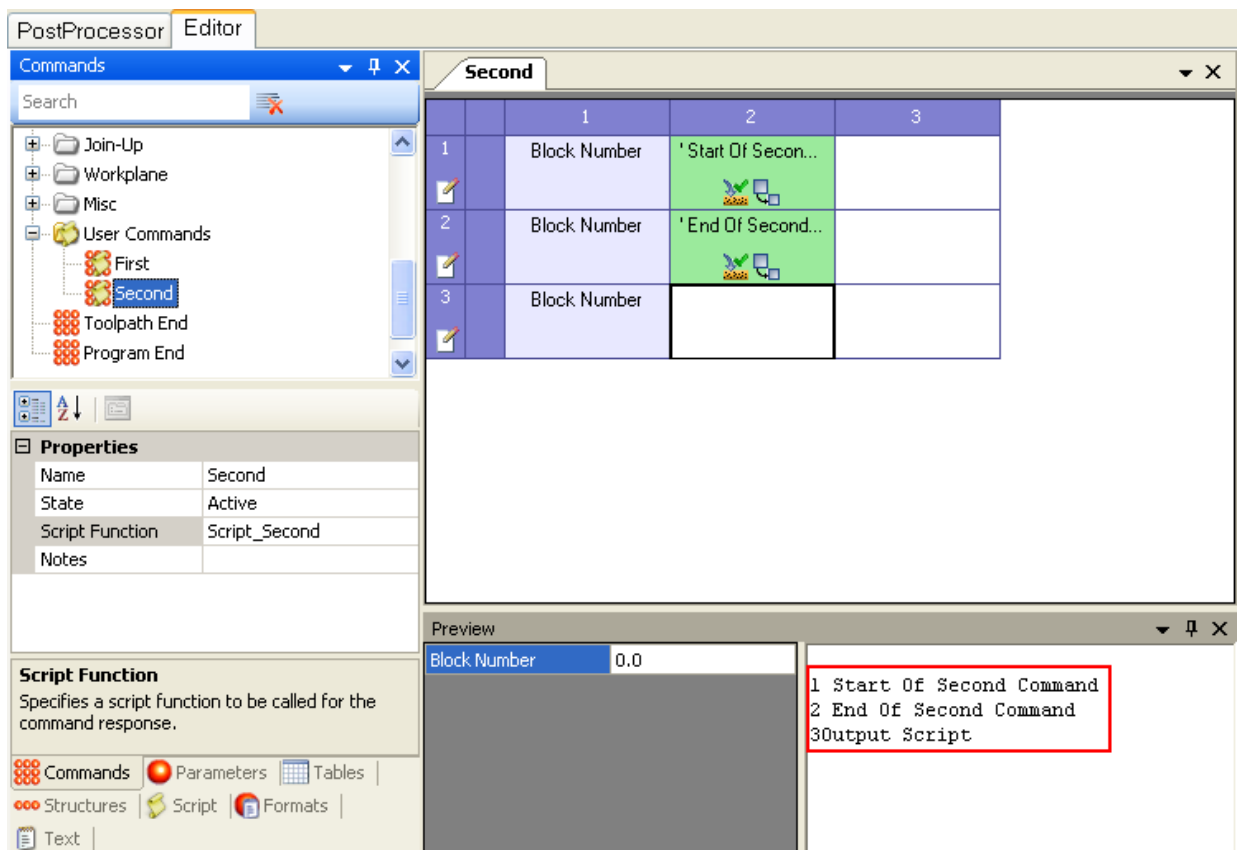 PostProcessor Editor
Commands
Search
Join-Up
Workplane
Misc
User Commands
First
Second
Toolpath End
Program End
Properties
Name Second
State Active
Script Function Script_Second
Notes
Script Function
Specifies a script function to be called for the
command response.
Commands Parameters Tables
Structures Script Formats
Text
Second
1 2 3
1 Block Number 'Start Of Secon...
2 Block Number 'End Of Second...
3 Block Number
Preview
Block Number 0.0
1 Start Of Second Command
2 End Of Second Command
3Output Script